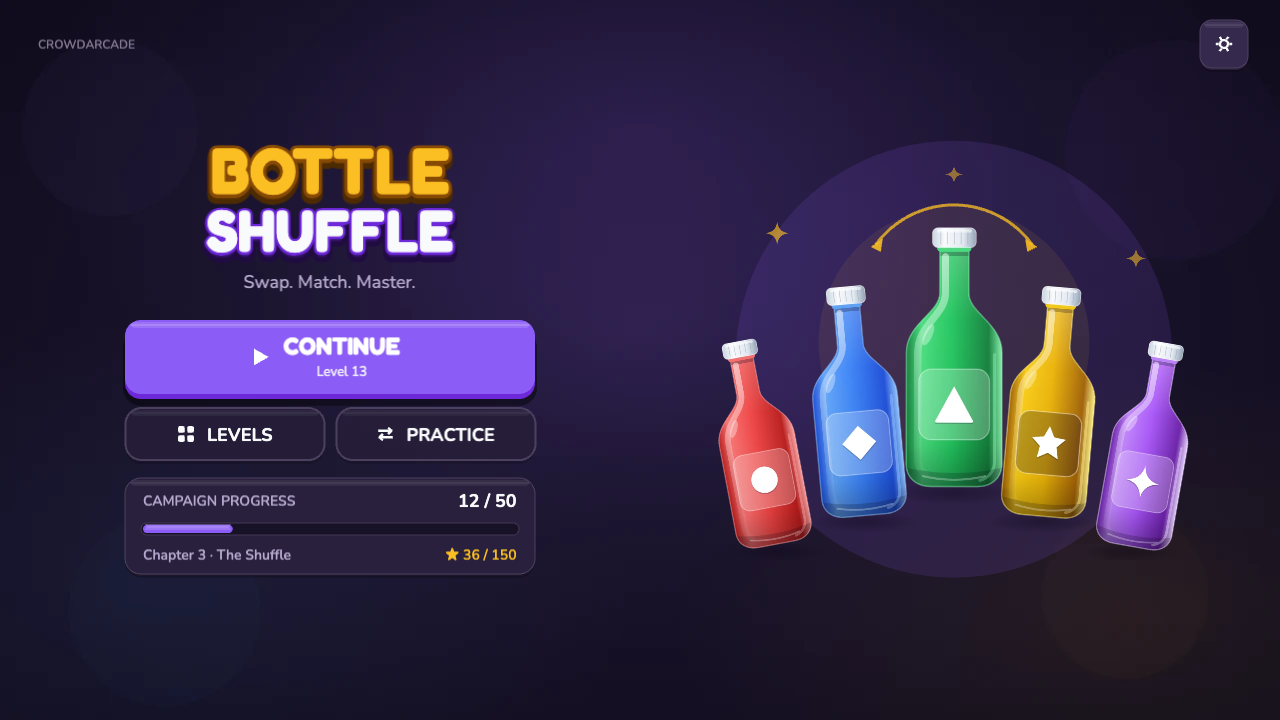 CROWDARCADE
BOTTLE
SHUFFLE
Swap. Match. Master.
CONTINUE
Level 13
LEVELS
PRACTICE
CAMPAIGN PROGRESS
12 / 50
Chapter 3 · The Shuffle
36 / 150